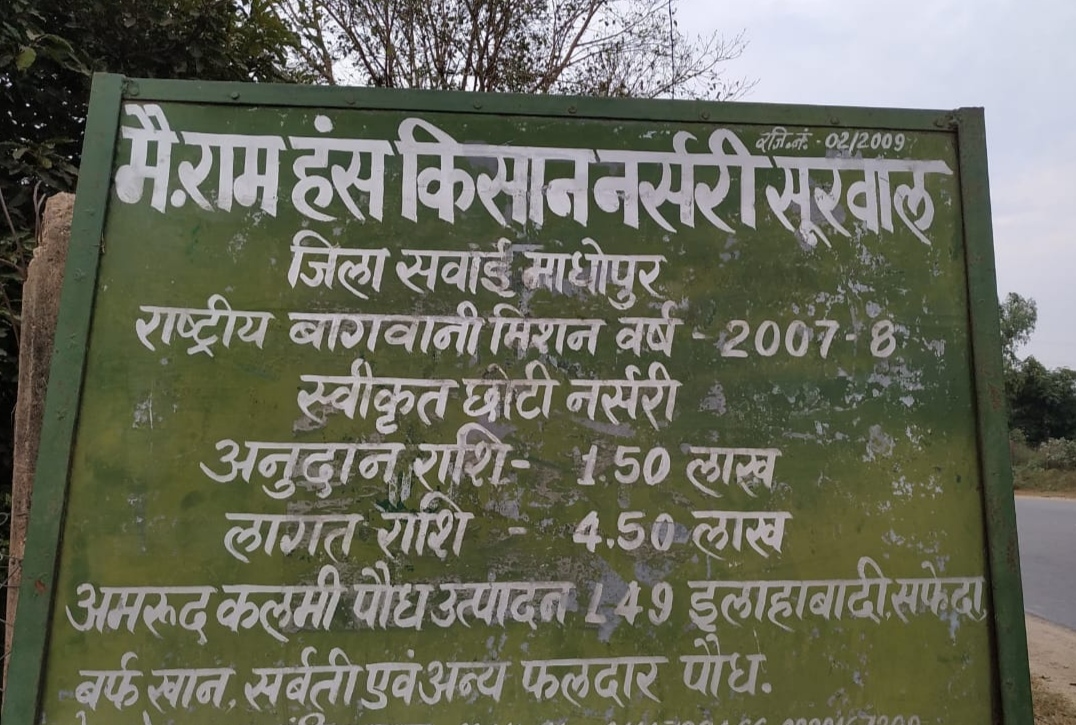 रजि.नं. - 02/2009
मै.राम हंस किसान नर्सरी सूरवाल
जिला सवाई माधोपुर
राष्ट्रीय बागवानी मिशन वर्ष - 2007-8
स्वीकृत छोटी नर्सरी
अनुदान राशि- 1.50 लाख
लागत राशि - 4.50 लाख
अमरुद कलमी पौध उत्पादन L49 इलाहाबादी,सफेदा,
बर्फ खान, सर्बती एवं अन्य फलदार पौध.